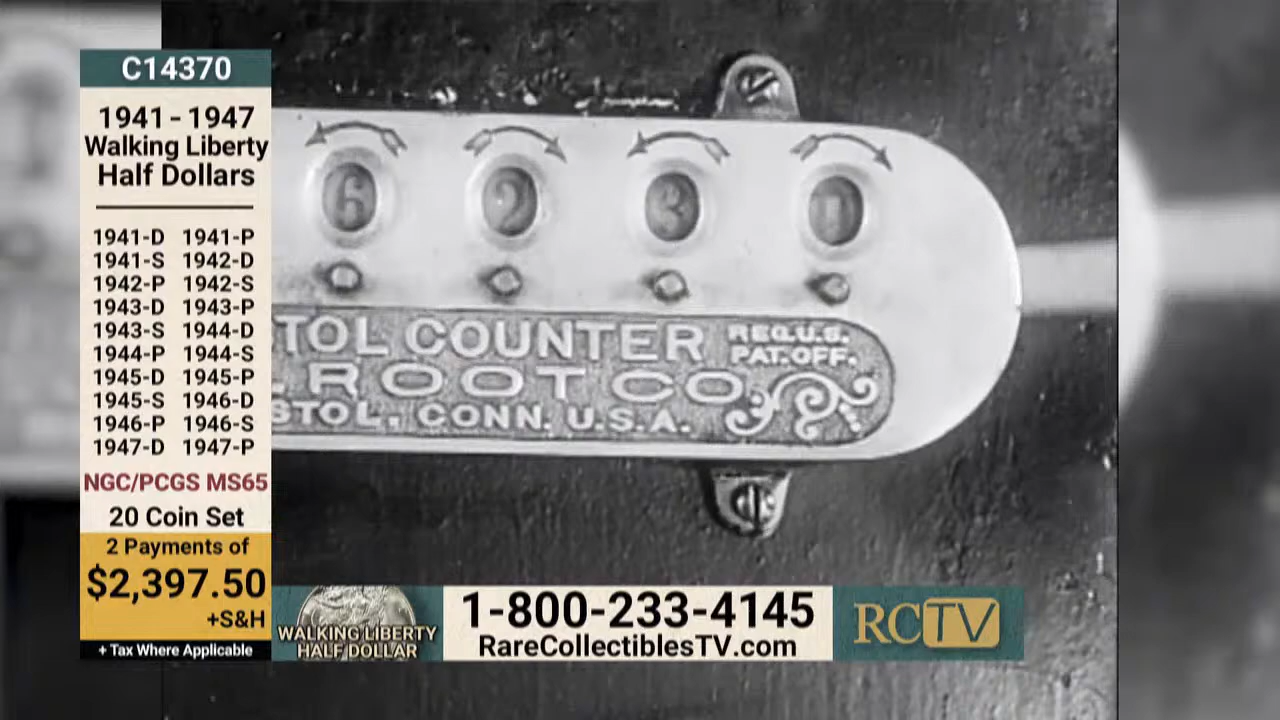 C14370
1941 - 1947
Walking Liberty
Half Dollars
1941-D 1941-P
1941-S 1942-D
1942-P 1942-S
1943-D 1943-P
1943-S 1944-D
1944-P 1944-S
1945-D 1945-P
1945-S 1946-D
1946-P 1946-S
1947-D 1947-P
NGC/PCGS MS65
20 Coin Set
2 Payments of
$2,397.50
+S&H
+ Tax Where Applicable
6 2 3
TOL COUNTER
REG.U.S.
PAT.OFF.
ROOT CO
STOL, CONN. U.S.A.
WALKING LIBERTY
HALF DOLLAR
1-800-233-4145
RareCollectiblesTV.com
RCTV